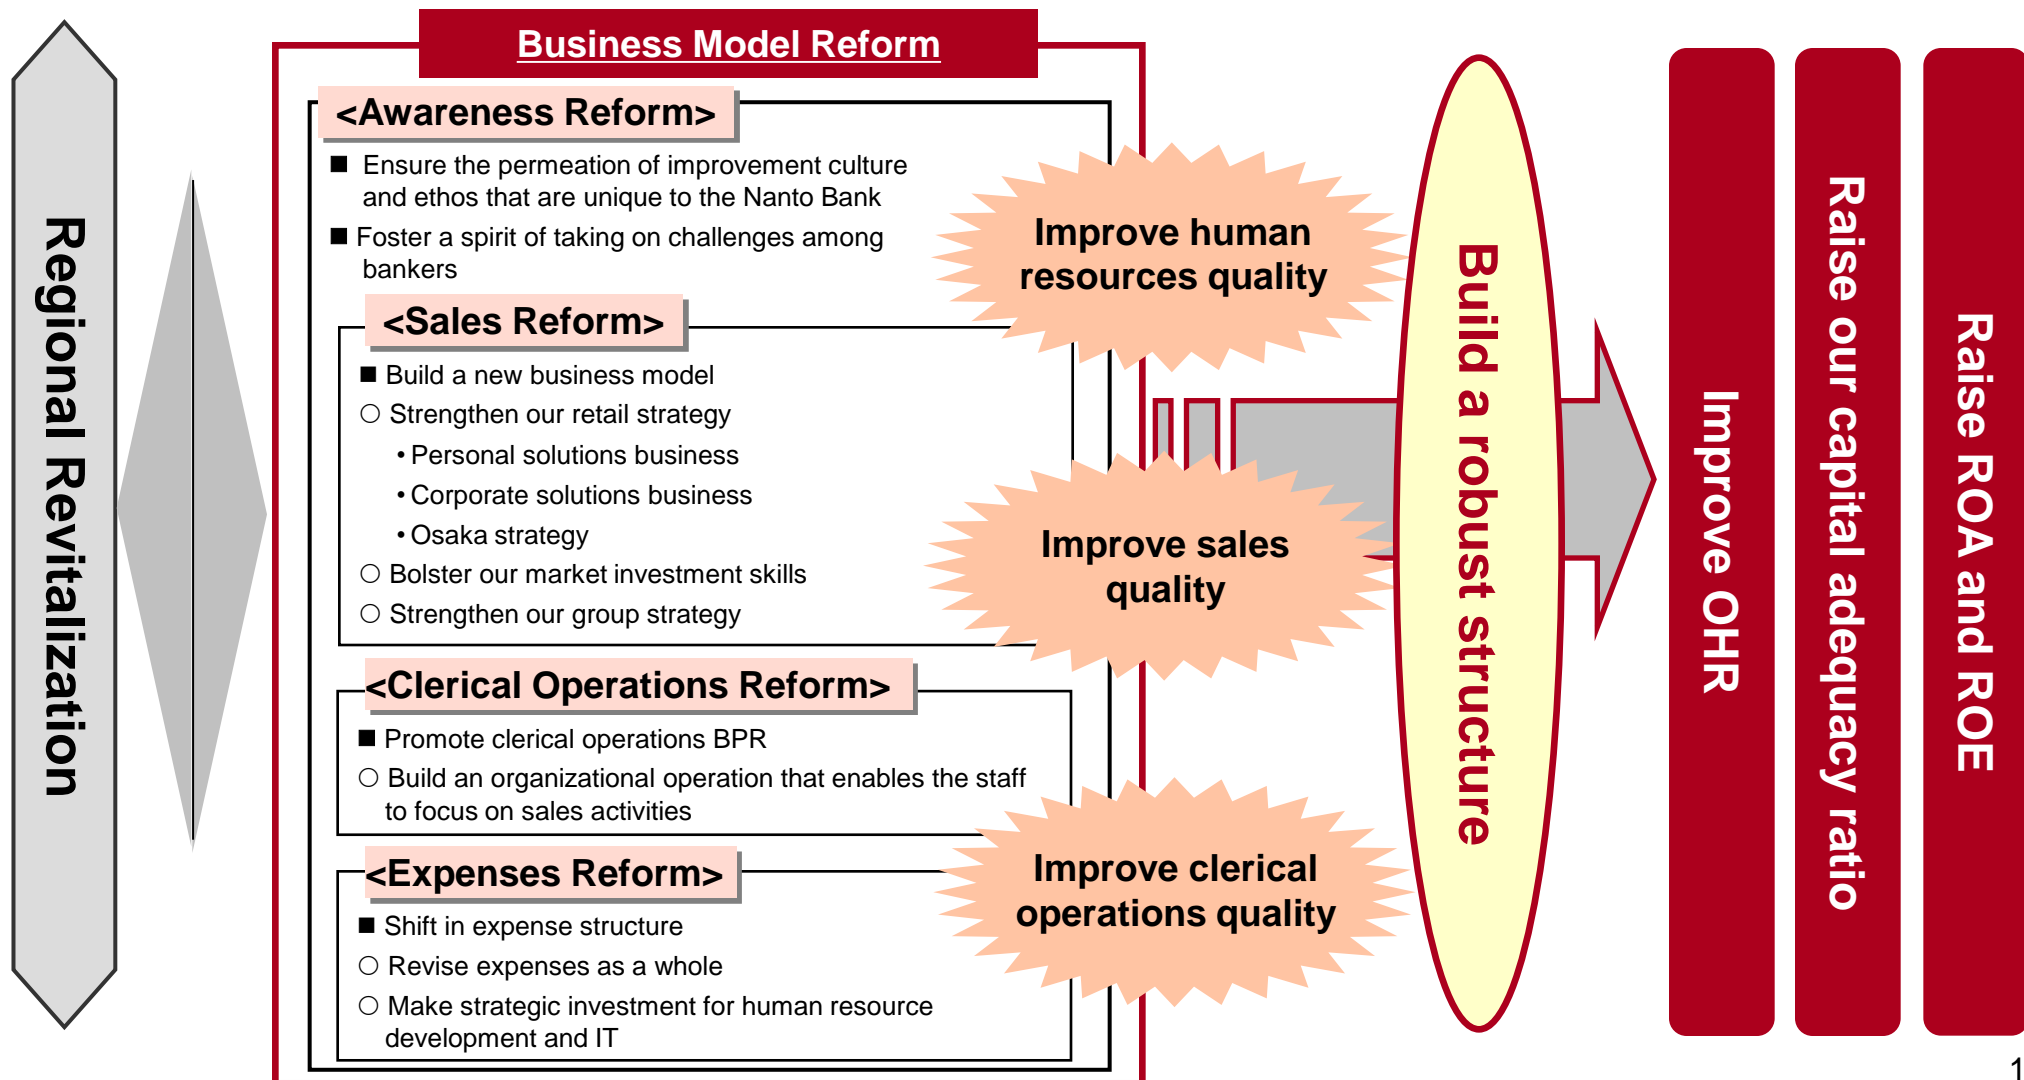 Regional Revitalization
Business Model Reform
<Awareness Reform>
■ Ensure the permeation of improvement culture
and ethos that are unique to the Nanto Bank
■ Foster a spirit of taking on challenges among
bankers
<Sales Reform>
■ Build a new business model
○ Strengthen our retail strategy
• Personal solutions business
• Corporate solutions business
• Osaka strategy
○ Bolster our market investment skills
○ Strengthen our group strategy
<Clerical Operations Reform>
■ Promote clerical operations BPR
○ Build an organizational operation that enables the staff
to focus on sales activities
<Expenses Reform>
■ Shift in expense structure
○ Revise expenses as a whole
○ Make strategic investment for human resource
development and IT
Improve human
resources quality
Improve sales
quality
Improve clerical
operations quality
Build a robust structure
Improve OHR
Raise our capital adequacy ratio
Raise ROA and ROE
1